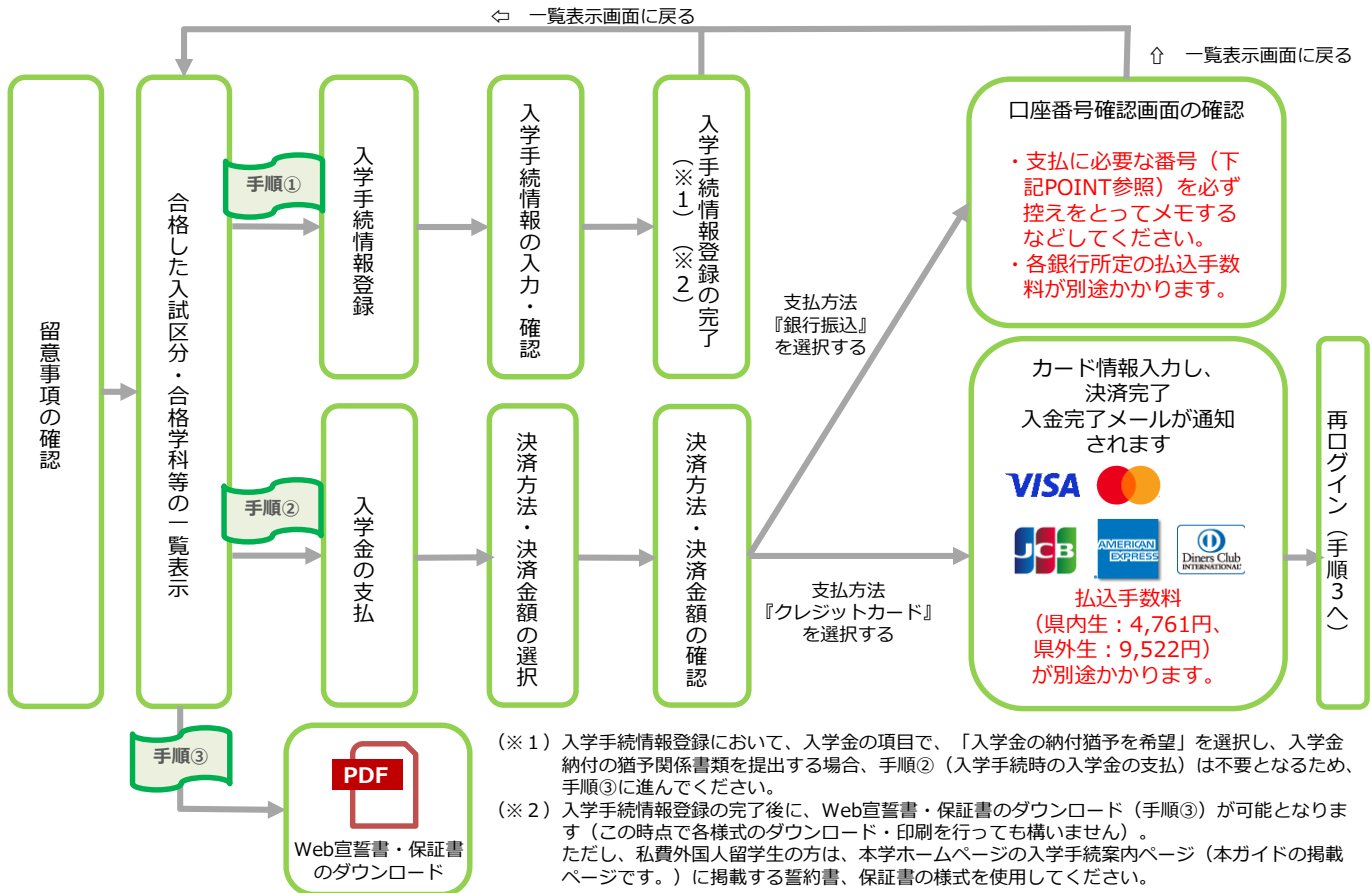 ⇦ 一覧表示画面に戻る
⇧ 一覧表示画面に戻る
留意事項の確認
合格した入試区分・合格学科等の一覧表示
手順①
入学手続情報登録
入学手続情報の入力・確認
入学手続情報登録の完了
（※１）（※２）
手順②
入学金の支払
決済方法・決済金額の選択
決済方法・決済金額の確認
支払方法
『銀行振込』
を選択する
口座番号確認画面の確認
・支払に必要な番号（下
記POINT参照）を必ず
控えをとってメモする
などしてください。
・各銀行所定の払込手数
料が別途かかります。
支払方法
『クレジットカード』
を選択する
カード情報入力し、
決済完了
入金完了メールが通知
されます
VISA
JCB
AMERICAN
EXPRESS
Diners Club
INTERNATIONAL
払込手数料
（県内生：4,761円、
県外生：9,522円）
が別途かかります。
再ログイン（手順３へ）
手順③
PDF
Web宣誓書・保証書
のダウンロード
（※１）入学手続情報登録において、入学金の項目で、「入学金の納付猶予を希望」を選択し、入学金
納付の猶予関係書類を提出する場合、手順②（入学手続時の入学金の支払）は不要となるため、
手順③に進んでください。
（※２）入学手続情報登録の完了後に、Web宣誓書・保証書のダウンロード（手順③）が可能となりま
す（この時点で各様式のダウンロード・印刷を行っても構いません）。
ただし、私費外国人留学生の方は、本学ホームページの入学手続案内ページ（本ガイドの掲載
ページです。）に掲載する誓約書、保証書の様式を使用してください。